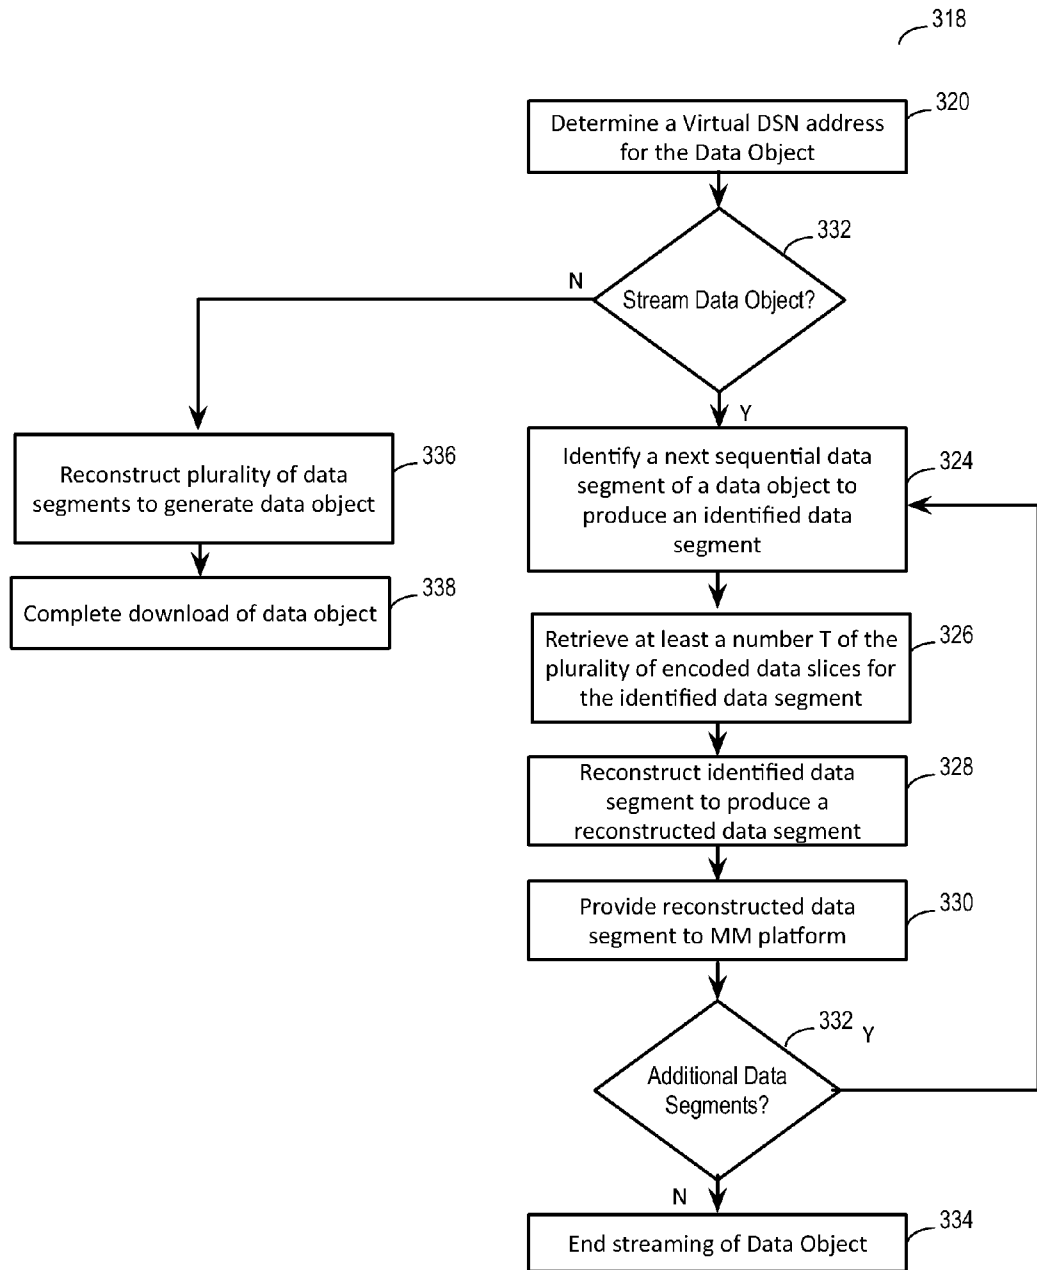 318
320
Determine a Virtual DSN address
for the Data Object
332
N
Stream Data Object?
Y
336
Reconstruct plurality of data
segments to generate data object
338
Complete download of data object
324
Identify a next sequential data
segment of a data object to
produce an identified data
segment
326
Retrieve at least a number T of the
plurality of encoded data slices for
the identified data segment
328
Reconstruct identified data
segment to produce a
reconstructed data segment
330
Provide reconstructed data
segment to MM platform
332
Y
Additional Data
Segments?
N
334
End streaming of Data Object